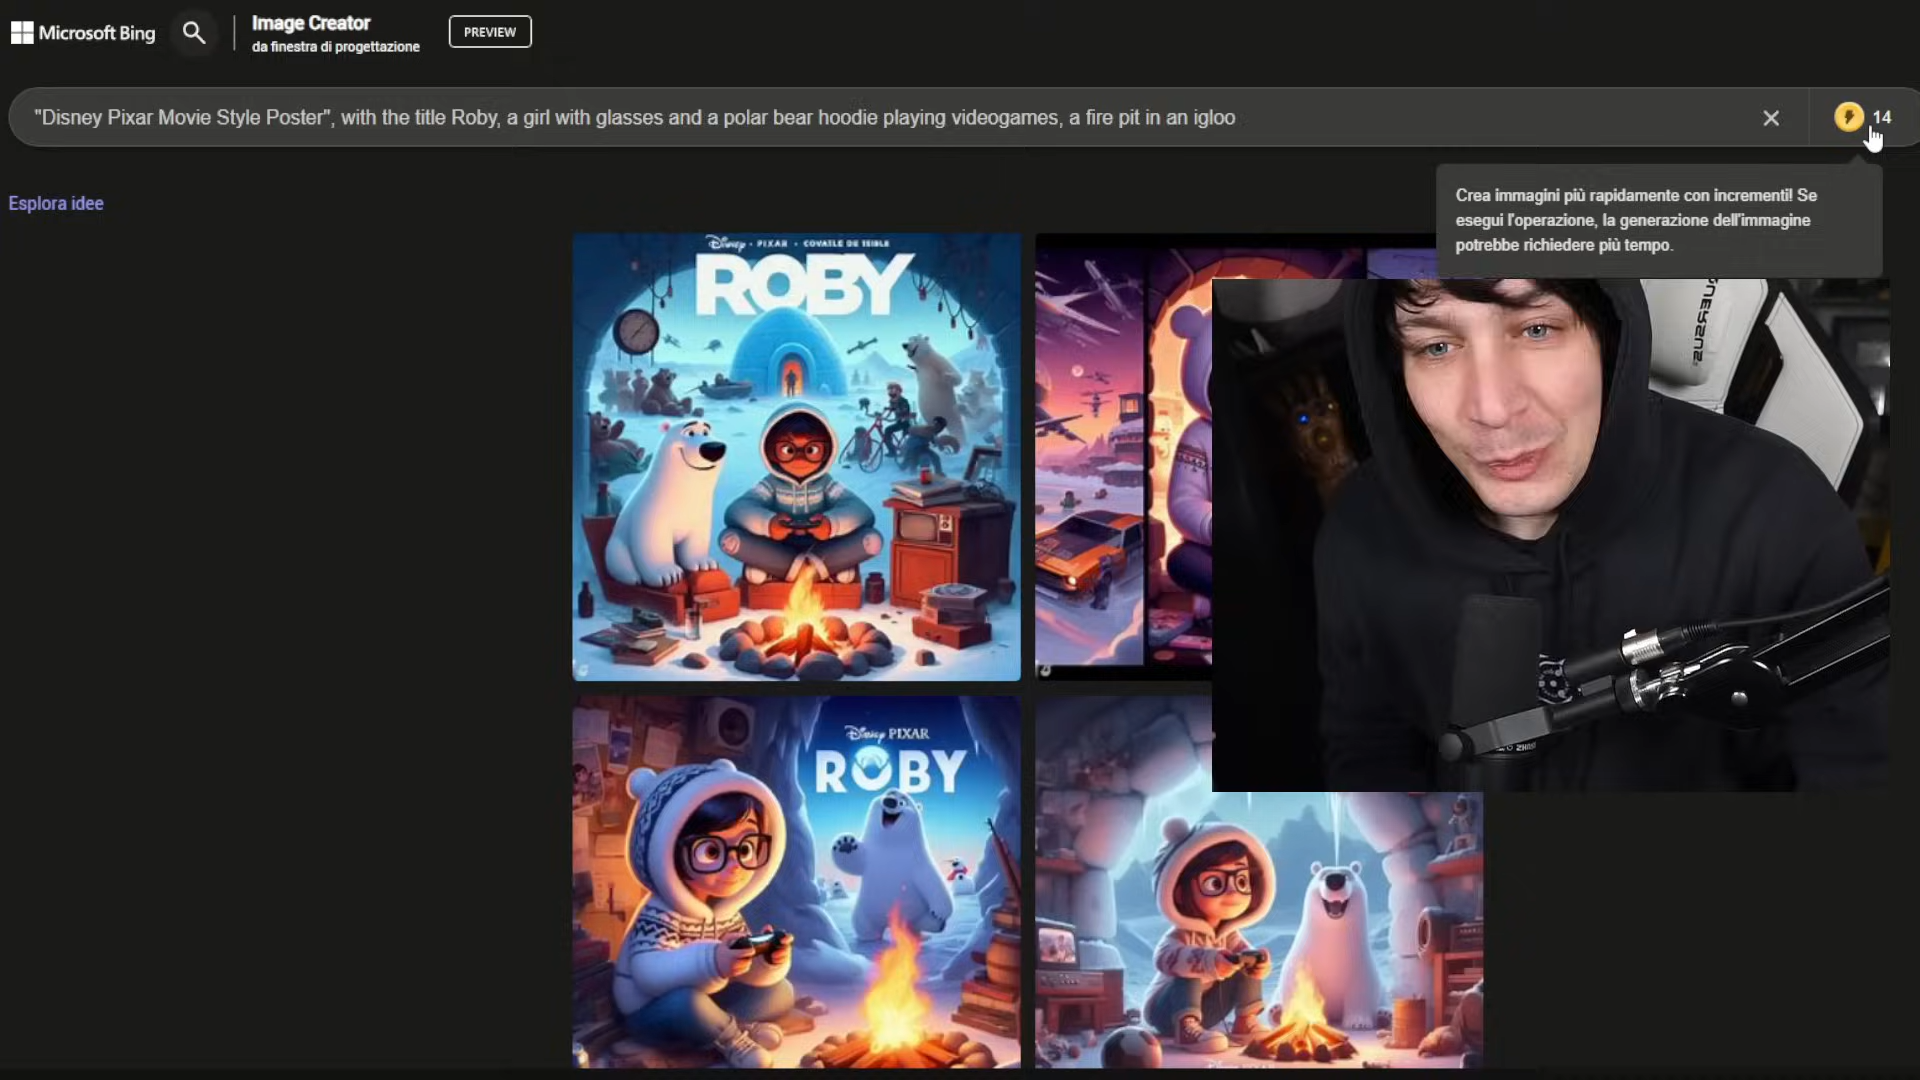 Microsoft Bing
Image Creator
da finestra di progettazione
PREVIEW
"Disney Pixar Movie Style Poster", with the title Roby, a girl with glasses and a polar bear hoodie playing videogames, a fire pit in an igloo
14
Crea immagini più rapidamente con incrementi! Se
esegui l'operazione, la generazione dell'immagine
potrebbe richiedere più tempo.
Esplora idee
Disney • PIXAR • COVATLE DE TEIBLE
ROBY
Disney PIXAR
ROBY